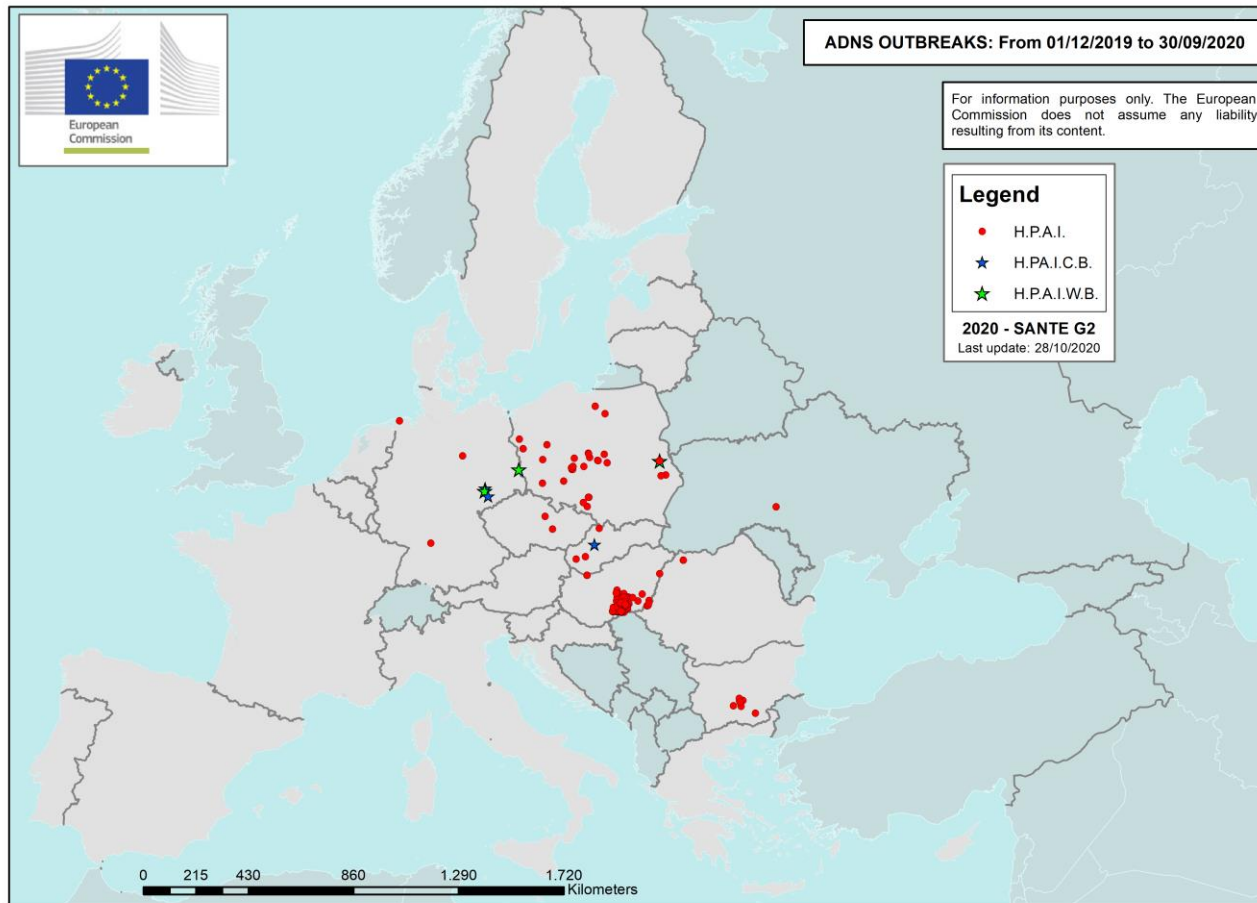 European
Commission
ADNS OUTBREAKS: From 01/12/2019 to 30/09/2020
For information purposes only. The European
Commission does not assume any liability
resulting from its content.
Legend
H.P.A.I.
H.PA.I.C.B.
H.P.A.I.W.B.
2020 - SANTE G2
Last update: 28/10/2020
0 215 430 860 1.290 1.720
Kilometers